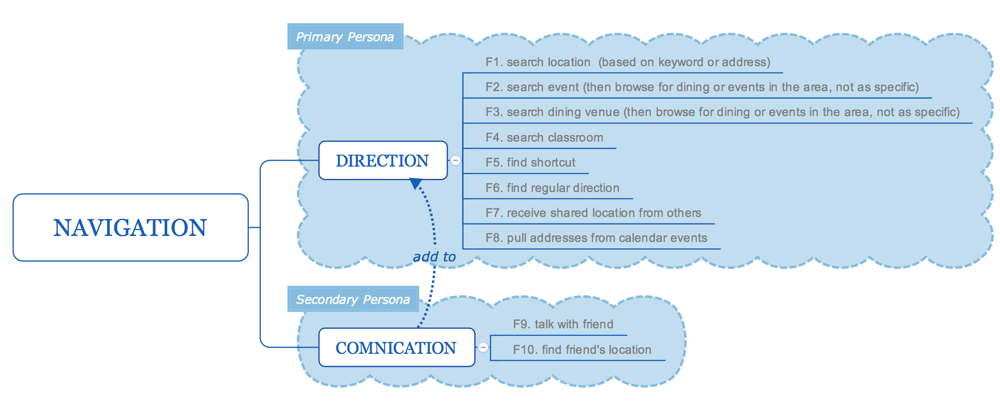 Primary Persona
F1. search location (based on keyword or address)
F2. search event (then browse for dining or events in the area, not as specific)
F3. search dining venue (then browse for dining or events in the area, not as specific)
F4. search classroom
DIRECTION
F5. find shortcut
F6. find regular direction
F7. receive shared location from others
F8. pull addresses from calendar events
NAVIGATION
add to
Secondary Persona
F9. talk with friend
COMNICATION
F10. find friend's location